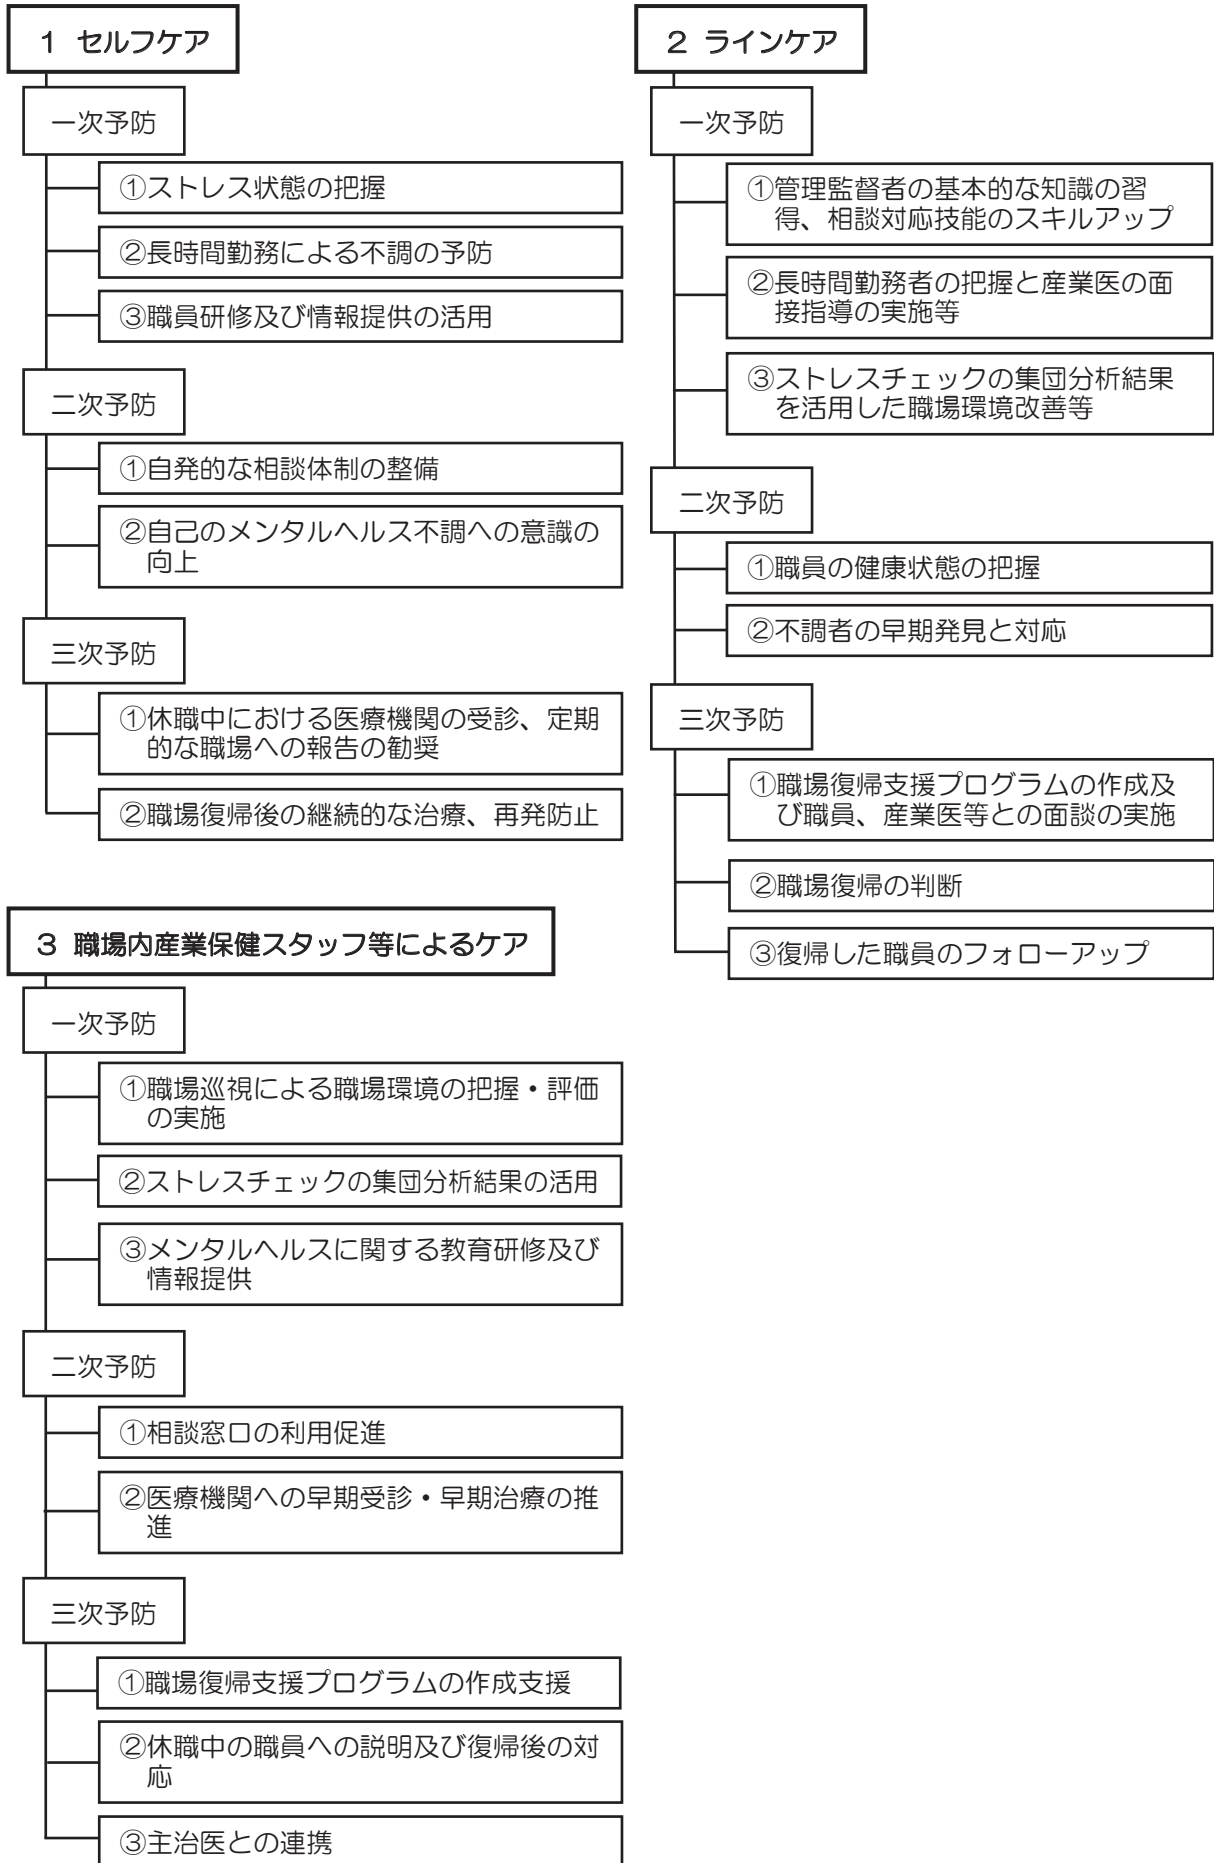 1 セルフケア
一次予防
①ストレス状態の把握
②長時間勤務による不調の予防
③職員研修及び情報提供の活用
二次予防
①自発的な相談体制の整備
②自己のメンタルヘルス不調への意識の
向上
三次予防
①休職中における医療機関の受診、定期
的な職場への報告の勧奨
②職場復帰後の継続的な治療、再発防止
2 ラインケア
一次予防
①管理監督者の基本的な知識の習
得、相談対応技能のスキルアップ
②長時間勤務者の把握と産業医の面
接指導の実施等
③ストレスチェックの集団分析結果
を活用した職場環境改善等
二次予防
①職員の健康状態の把握
②不調者の早期発見と対応
三次予防
①職場復帰支援プログラムの作成及
び職員、産業医等との面談の実施
②職場復帰の判断
③復帰した職員のフォローアップ
3 職場内産業保健スタッフ等によるケア
一次予防
①職場巡視による職場環境の把握・評価
の実施
②ストレスチェックの集団分析結果の活用
③メンタルヘルスに関する教育研修及び
情報提供
二次予防
①相談窓口の利用促進
②医療機関への早期受診・早期治療の推
進
三次予防
①職場復帰支援プログラムの作成支援
②休職中の職員への説明及び復帰後の対
応
③主治医との連携